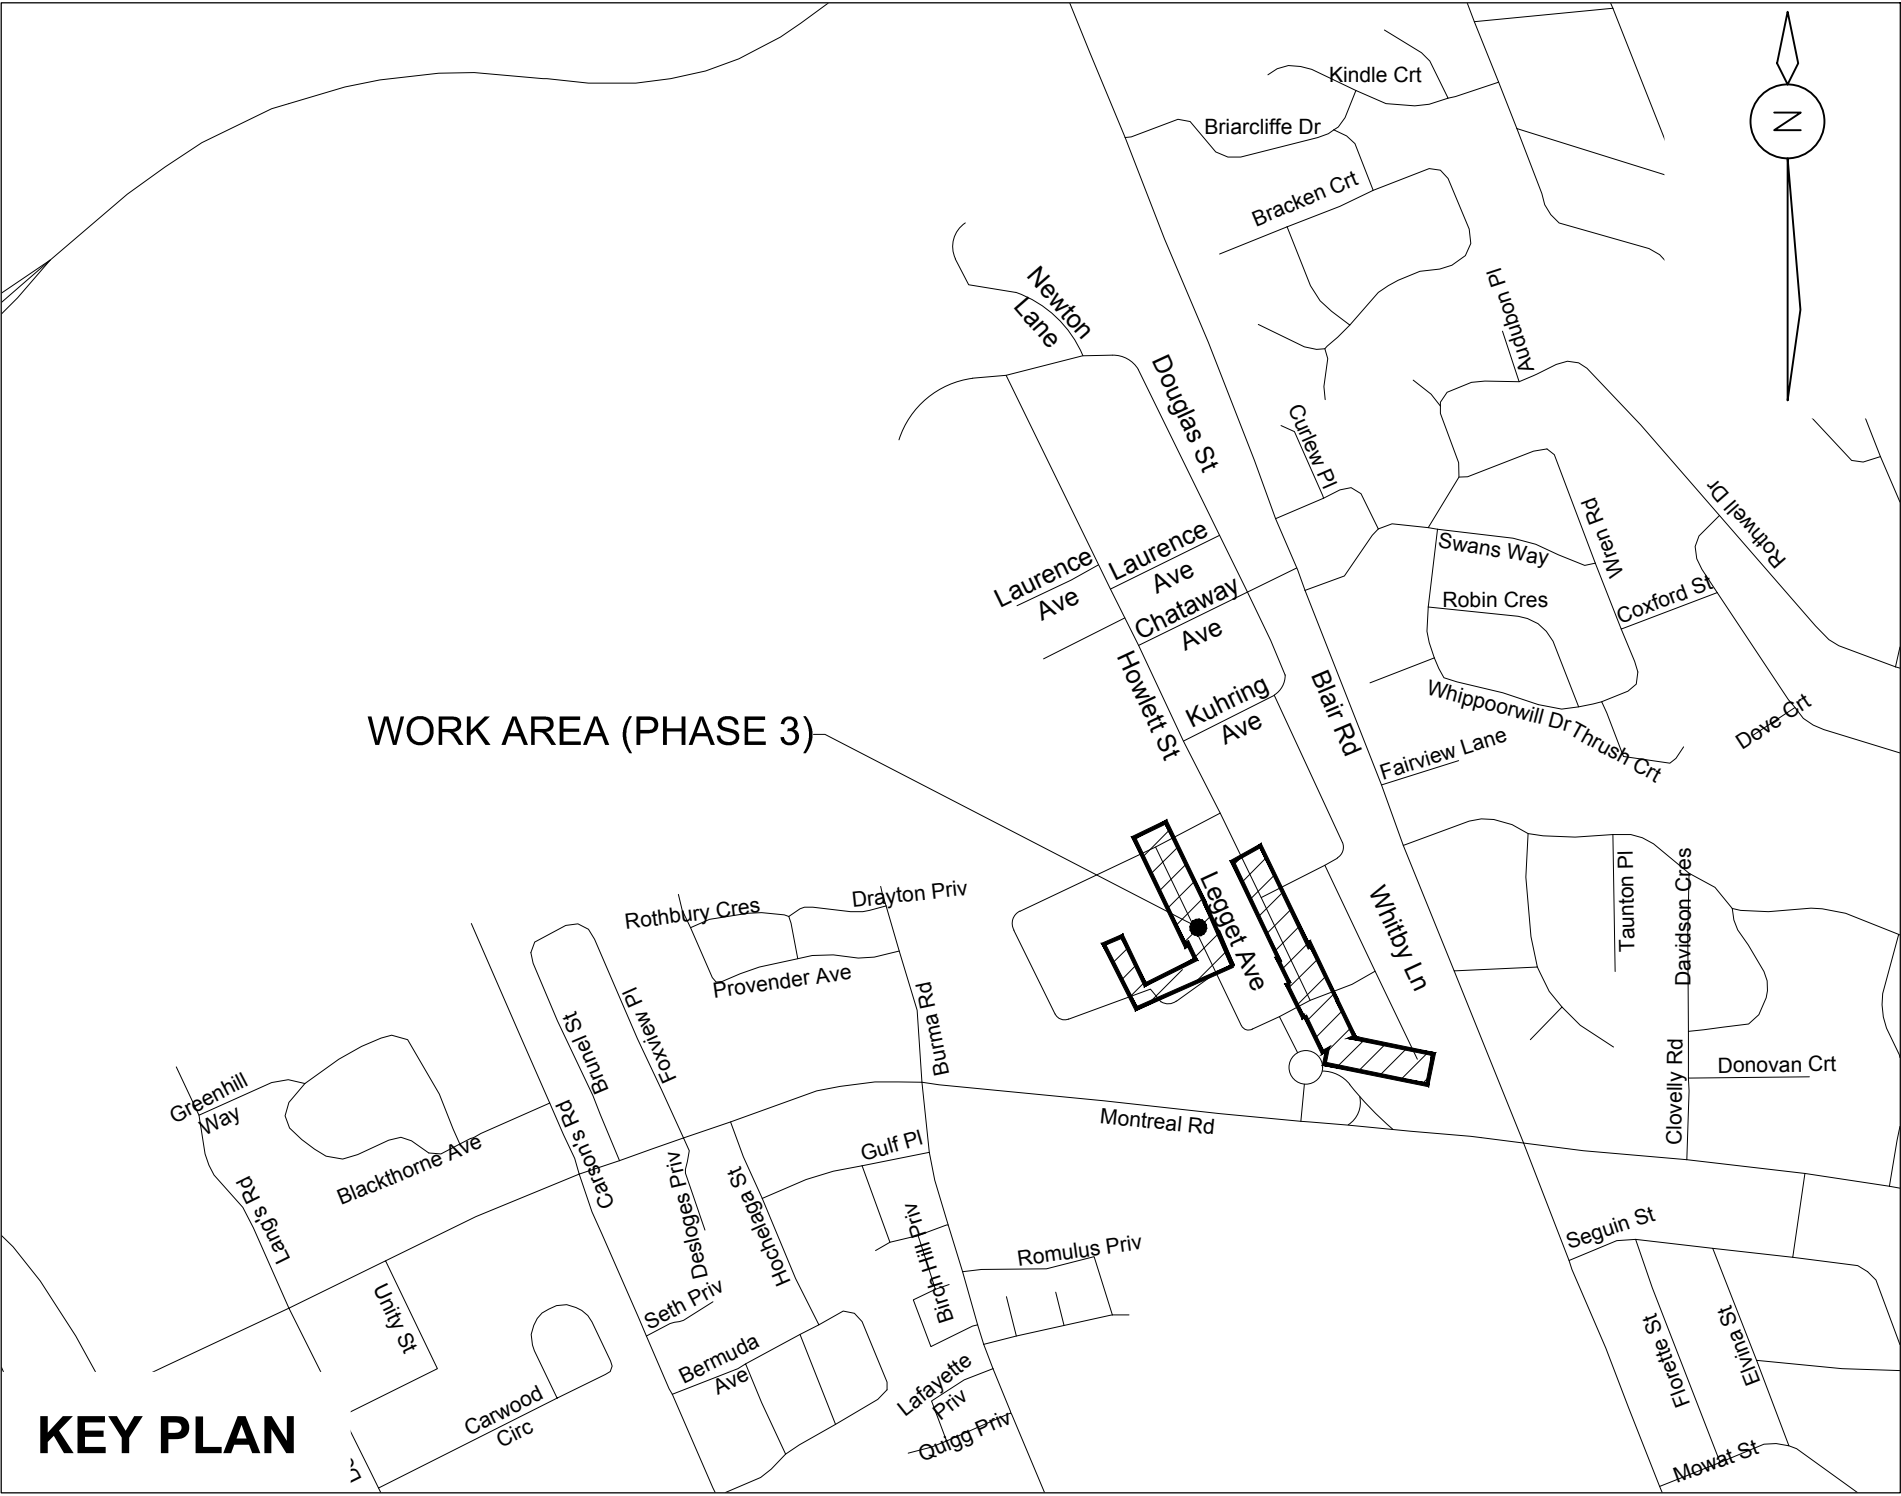 Kindle Crt
N
Briarcliffe Dr
Bracken Crt
Newton
Lane
Audubon Pl
Douglas St
Curlew Pl
Rothwell Dr
Wren Rd
Swans Way
Laurence
Ave
Laurence
Ave
Chataway
Ave
Robin Cres
Coxford St
Howlett St
Kuhring
Ave
Blair Rd
Whippoorwill Dr
Thrush Crt
Dove Crt
Fairview Lane
WORK AREA (PHASE 3)
Taunton Pl
Davidson Cres
Legget Ave
Whitby Ln
Rothbury Cres
Drayton Priv
Provender Ave
Burma Rd
Foxview Pl
Brunel St
Greenhill
Way
Carson's Rd
Blackthorne Ave
Montreal Rd
Clovelly Rd
Donovan Crt
Gulf Pl
Lang's Rd
Desloges Priv
Hochelaga St
Birch Hill Priv
Romulus Priv
Seguin St
Unity St
Seth Priv
Bermuda
Ave
Florette St
Elvina St
Lafayette
Priv
Quigg Priv
Carwood
Circ
Mowat St
KEY PLAN